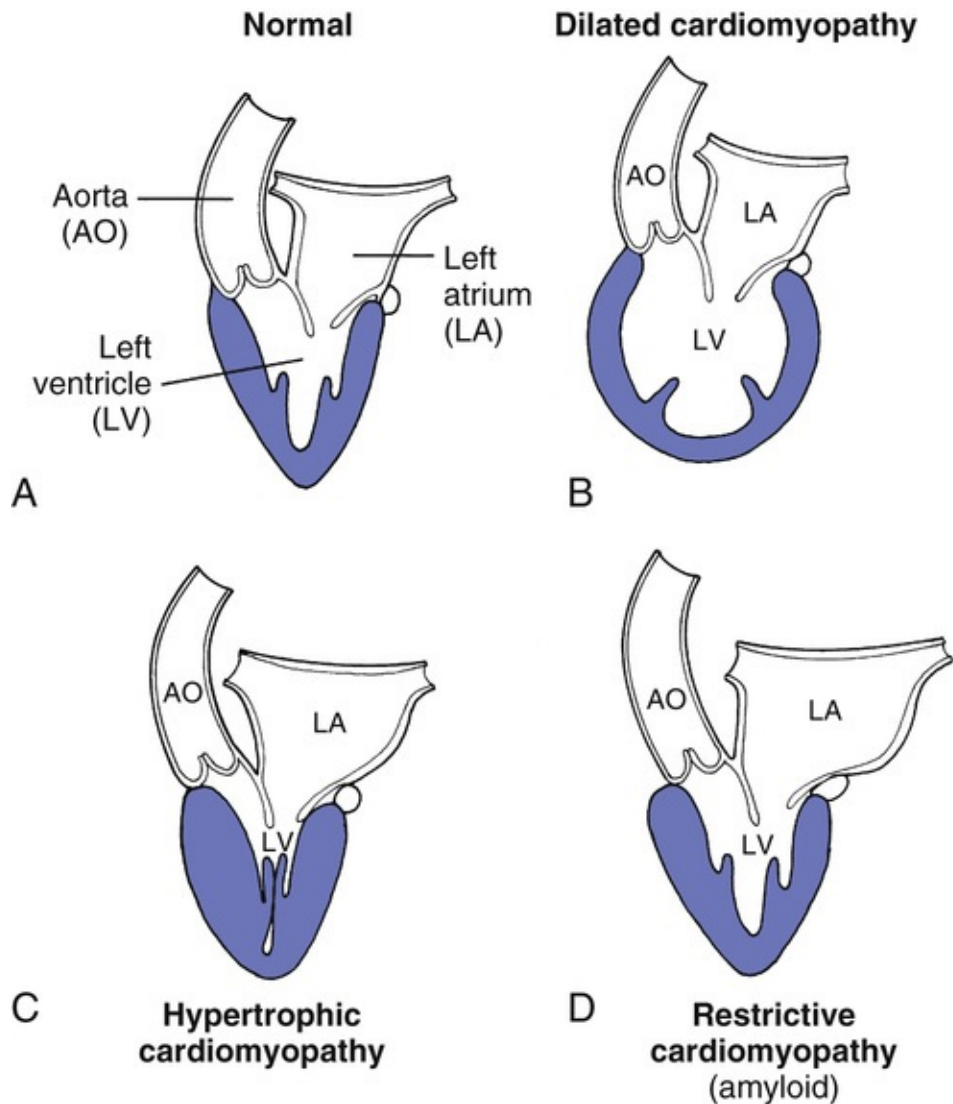 Normal
Dilated cardiomyopathy
Aorta
(AO)
Left
atrium
(LA)
Left
ventricle
(LV)
A
AO
LA
LV
B
AO
LA
LV
C
Hypertrophic
cardiomyopathy
AO
LA
LV
D
Restrictive
cardiomyopathy
(amyloid)